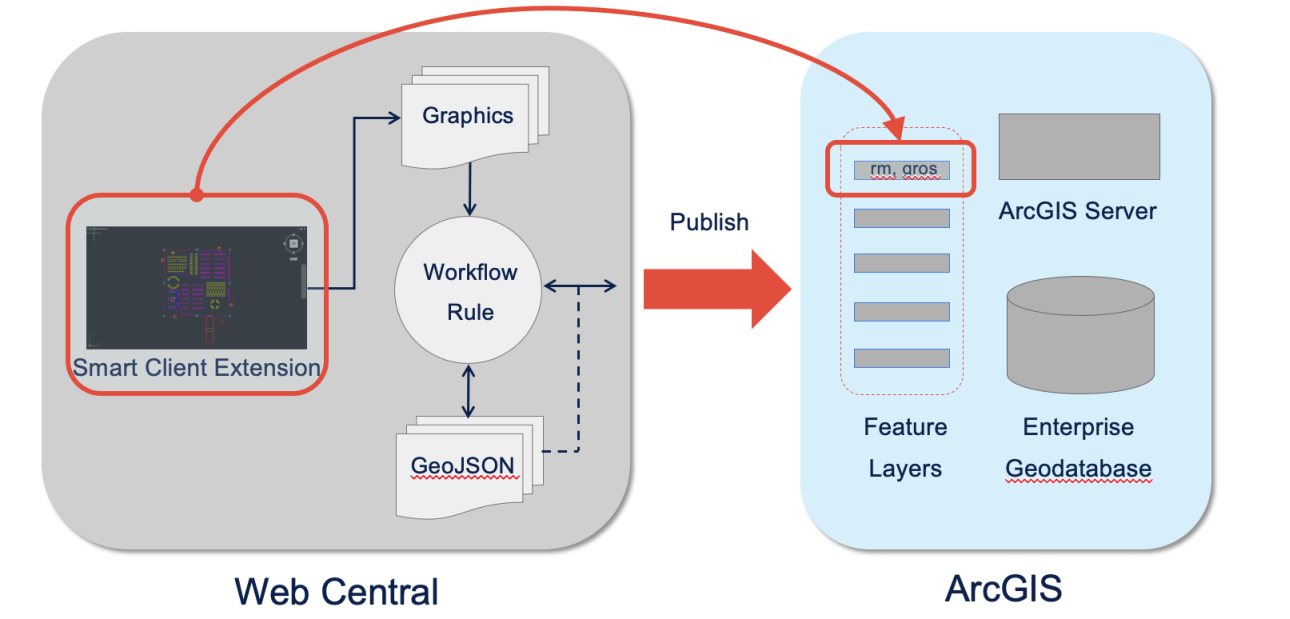 Graphics
rm, gros
Publish
ArcGIS Server
Workflow
Rule
Smart Client Extension
GeoJSON
Feature
Layers
Enterprise
Geodatabase
Web Central
ArcGIS